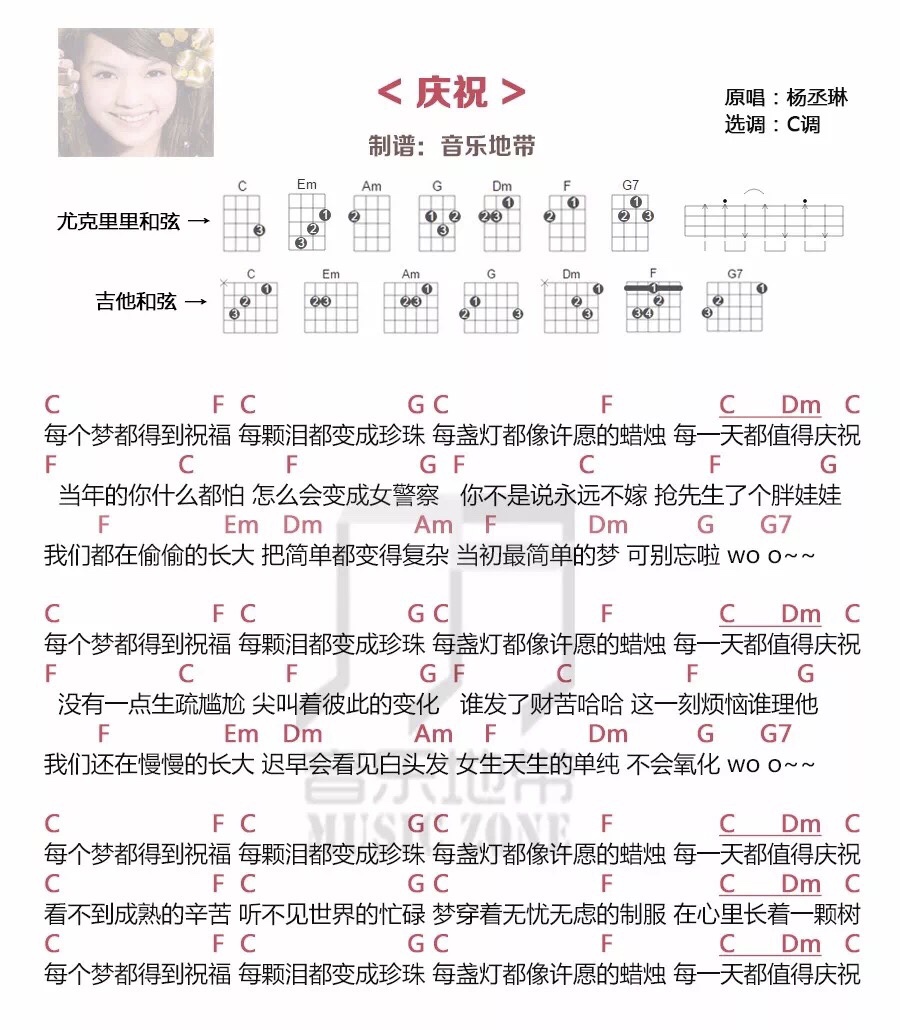 < 庆祝 >
原唱：杨丞琳
选调：C调
制谱：音乐地带
尤克里里和弦 → C Em Am G Dm F G7
吉他和弦 → C Em Am G Dm F G7
C F C G C F C Dm C
每个梦都得到祝福 每颗泪都变成珍珠 每盏灯都像许愿的蜡烛 每一天都值得庆祝
F C F G F C F G
当年的你什么都怕 怎么会变成女警察 你不是说永远不嫁 抢先生了个胖娃娃
F Em Dm Am F Dm G G7
我们都在偷偷的长大 把简单都变得复杂 当初最简单的梦 可别忘啦 wo o~~
C F C G C F C Dm C
每个梦都得到祝福 每颗泪都变成珍珠 每盏灯都像许愿的蜡烛 每一天都值得庆祝
F C F G F C F G
没有一点生疏尴尬 尖叫着彼此的变化 谁发了财苦哈哈 这一刻烦恼谁理他
F Em Dm Am F Dm G G7
我们还在慢慢的长大 迟早会看见白头发 女生天生的单纯 不会氧化 wo o~~
音乐地带
MUSIC ZONE
C F C G C F C Dm C
每个梦都得到祝福 每颗泪都变成珍珠 每盏灯都像许愿的蜡烛 每一天都值得庆祝
C F C G C F C Dm C
看不到成熟的辛苦 听不见世界的忙碌 梦穿着无忧无虑的制服 在心里长着一颗树
C F C G C F C Dm C
每个梦都得到祝福 每颗泪都变成珍珠 每盏灯都像许愿的蜡烛 每一天都值得庆祝